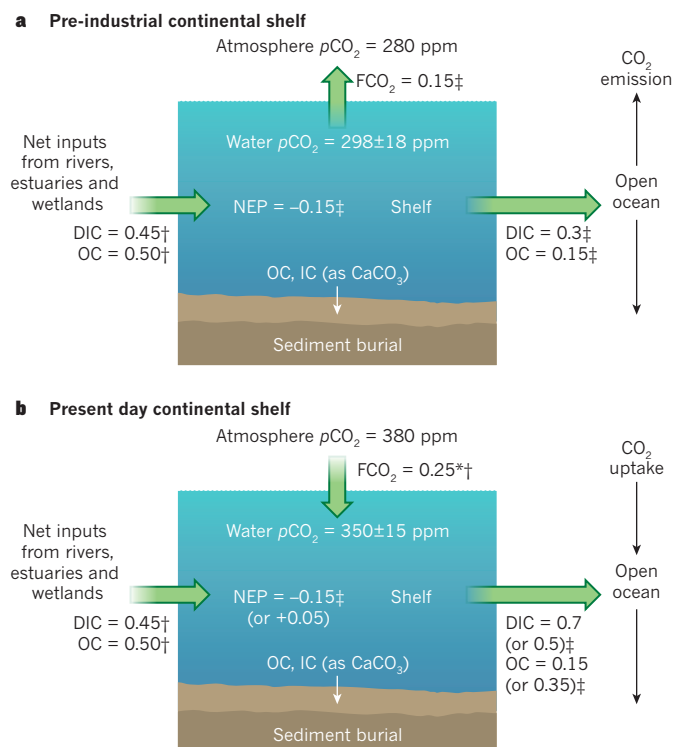 a Pre-industrial continental shelf
Atmosphere pCO₂ = 280 ppm
FCO₂ = 0.15‡
CO₂
emission
Water pCO₂ = 298±18 ppm
Net inputs
from rivers,
estuaries and
wetlands
DIC = 0.45†
OC = 0.50†
NEP = –0.15‡
Shelf
Open
ocean
DIC = 0.3‡
OC = 0.15‡
OC, IC (as CaCO₃)
Sediment burial
b Present day continental shelf
Atmosphere pCO₂ = 380 ppm
FCO₂ = 0.25*†
CO₂
uptake
Water pCO₂ = 350±15 ppm
Net inputs
from rivers,
estuaries and
wetlands
DIC = 0.45†
OC = 0.50†
NEP = –0.15‡
(or +0.05)
Shelf
Open
ocean
DIC = 0.7
(or 0.5)‡
OC = 0.15
(or 0.35)‡
OC, IC (as CaCO₃)
Sediment burial